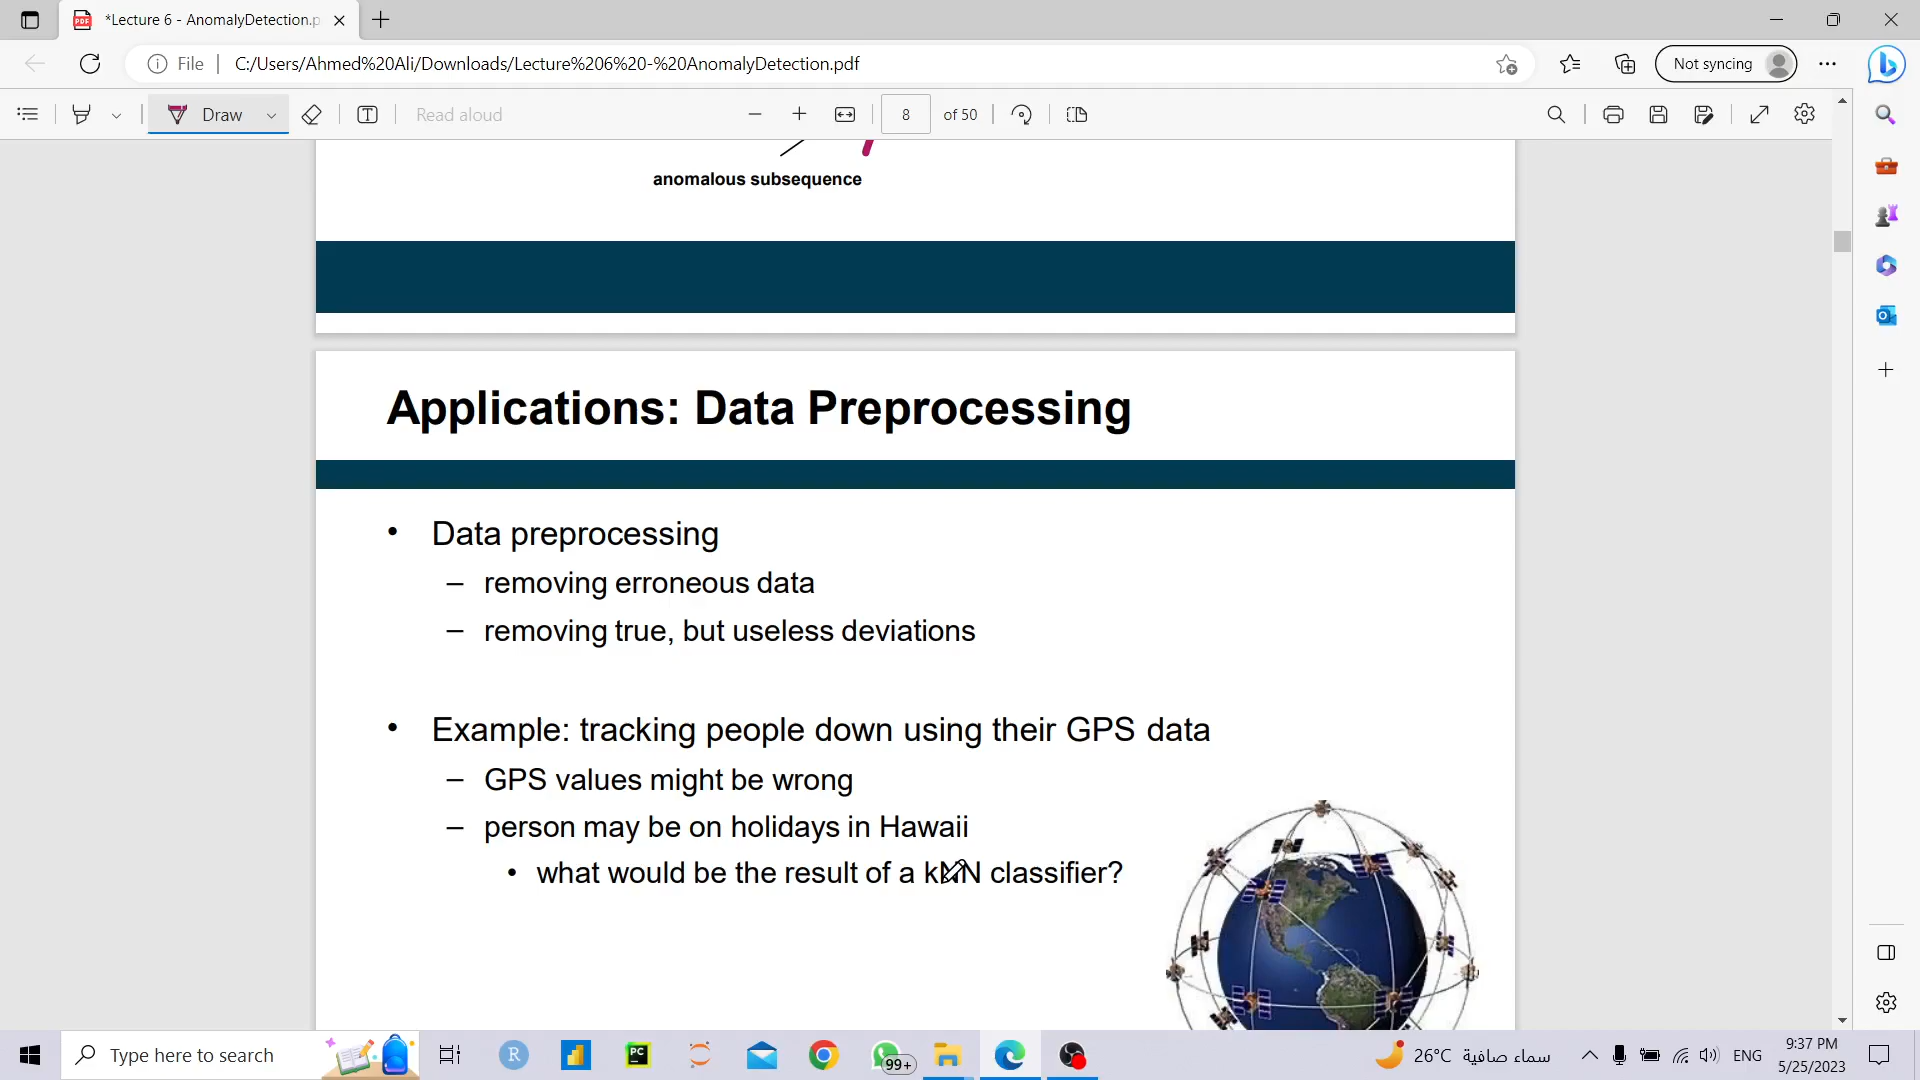 *Lecture 6 - AnomalyDetection.p
File
C:/Users/Ahmed%20Ali/Downloads/Lecture%206%20-%20AnomalyDetection.pdf
Not syncing
Draw
Read aloud
8
of 50
anomalous subsequence
Applications: Data Preprocessing
• Data preprocessing
– removing erroneous data
– removing true, but useless deviations
• Example: tracking people down using their GPS data
– GPS values might be wrong
– person may be on holidays in Hawaii
• what would be the result of a kNN classifier?
Type here to search
R
PC
99+
26°C سماء صافية
ENG
9:37 PM
5/25/2023